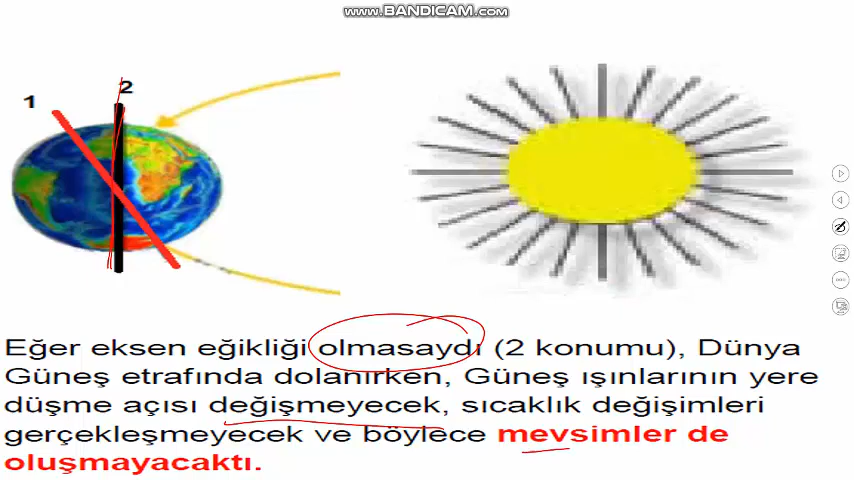 www.BANDICAM.com
1
2
Eğer eksen eğikliği olmasaydı (2 konumu), Dünya
Güneş etrafında dolanırken, Güneş ışınlarının yere
düşme açısı değişmeyecek, sıcaklık değişimleri
gerçekleşmeyecek ve böylece mevsimler de
oluşmayacaktı.